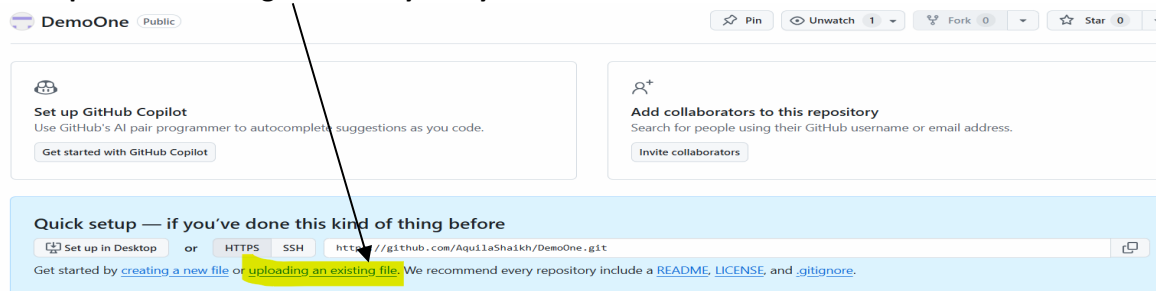 DemoOne Public
Pin Unwatch 1 Fork 0 Star 0
Set up GitHub Copilot
Use GitHub's AI pair programmer to autocomplete suggestions as you code.
Get started with GitHub Copilot
Add collaborators to this repository
Search for people using their GitHub username or email address.
Invite collaborators
Quick setup — if you've done this kind of thing before
Set up in Desktop or HTTPS SSH https://github.com/AquilaShaikh/DemoOne.git
Get started by creating a new file or uploading an existing file. We recommend every repository include a README, LICENSE, and .gitignore.